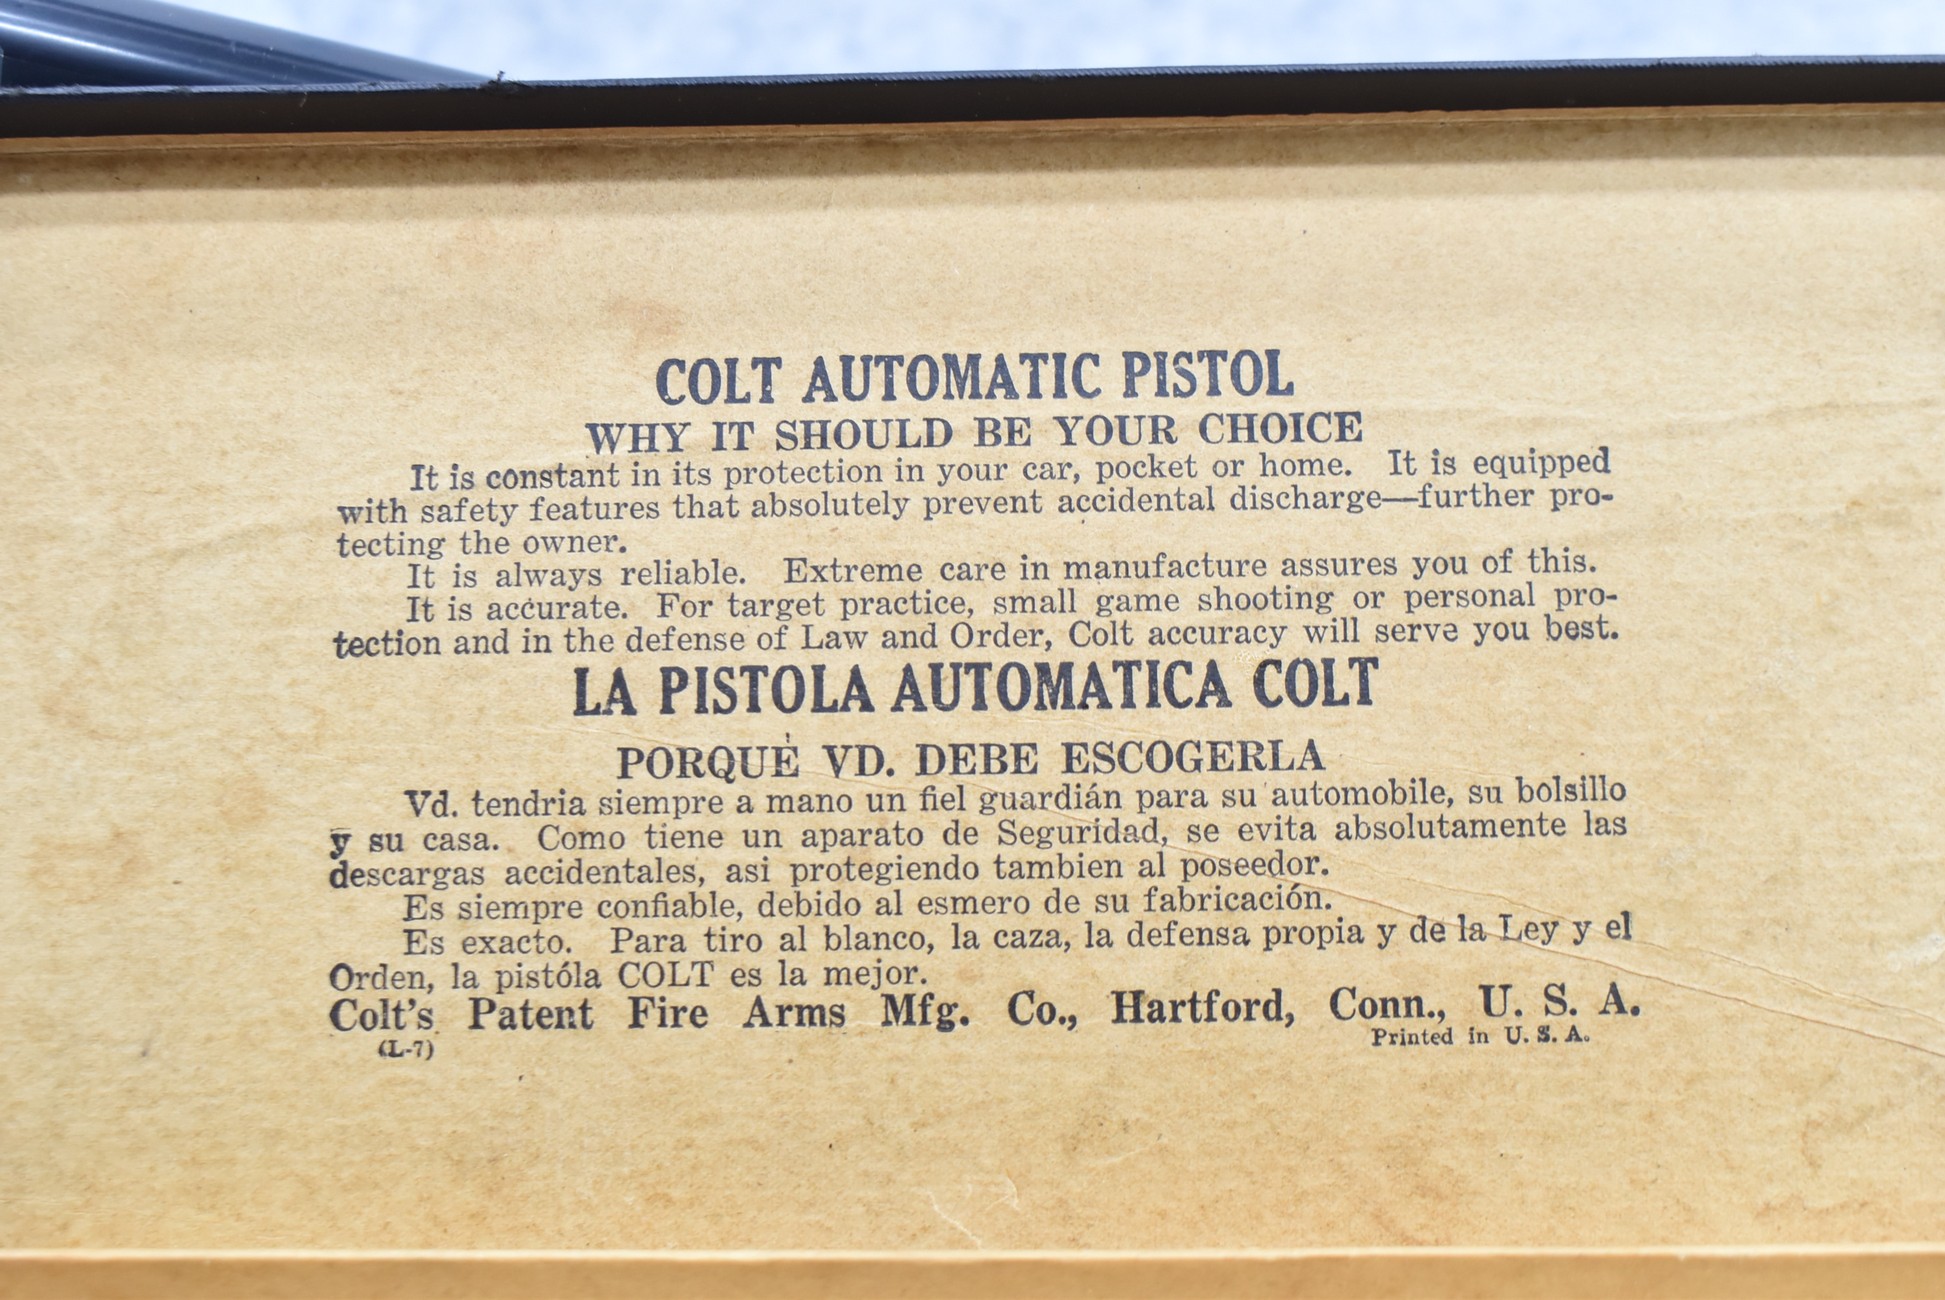 COLT AUTOMATIC PISTOL
WHY IT SHOULD BE YOUR CHOICE
It is constant in its protection in your car, pocket or home. It is equipped
with safety features that absolutely prevent accidental discharge—further pro-
tecting the owner.
It is always reliable. Extreme care in manufacture assures you of this.
It is accurate. For target practice, small game shooting or personal pro-
tection and in the defense of Law and Order, Colt accuracy will serve you best.
LA PISTOLA AUTOMATICA COLT
PORQUÉ VD. DEBE ESCOGERLA
Vd. tendria siempre a mano un fiel guardián para su automobile, su bolsillo
y su casa. Como tiene un aparato de Seguridad, se evita absolutamente las
descargas accidentales, asi protegiendo tambien al poseedor.
Es siempre confiable, debido al esmero de su fabricación.
Es exacto. Para tiro al blanco, la caza, la defensa propia y de la Ley y el
Orden, la pistóla COLT es la mejor.
Colt's Patent Fire Arms Mfg. Co., Hartford, Conn., U. S. A.
(L-7) Printed in U. S. A.